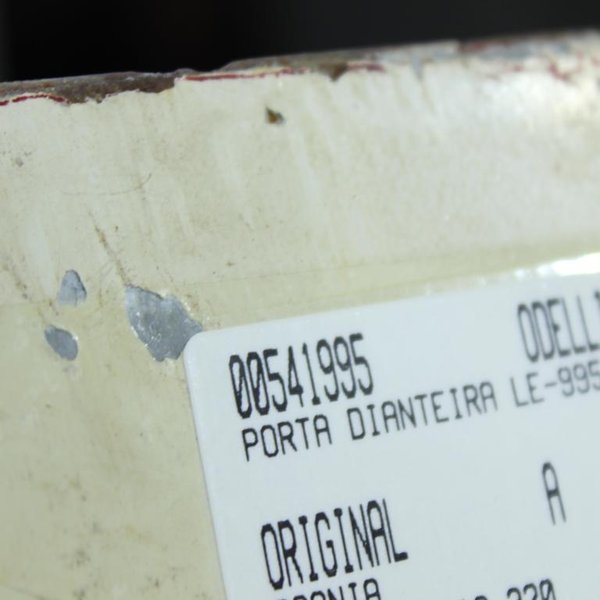 00541995 ODELL
PORTA DIANTEIRA LE-995
ORIGINAL A